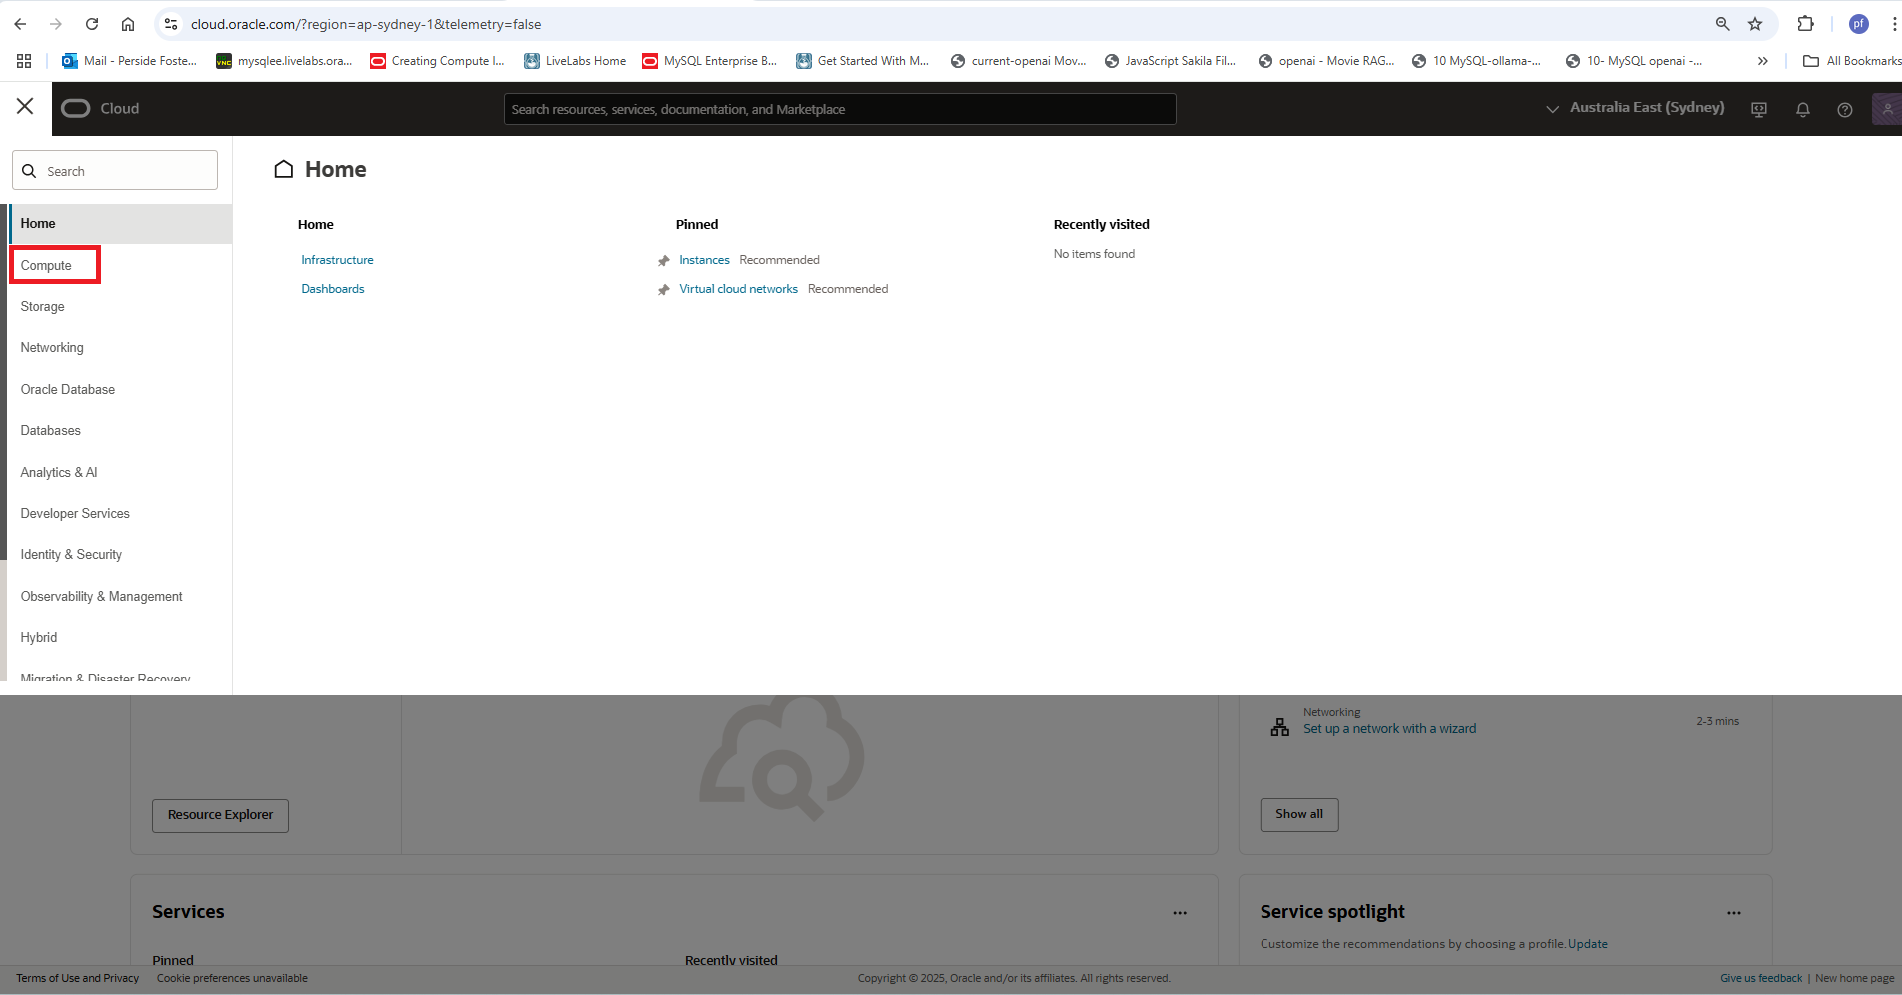 cloud.oracle.com/?region=ap-sydney-1&telemetry=false
pf
Mail - Perside Foste...
VNC
mysqlee.livelabs.ora...
Creating Compute I...
LiveLabs Home
MySQL Enterprise B...
Get Started With M...
current-openai Mov...
JavaScript Sakila Fil...
openai - Movie RAG...
10 MySQL-ollama-...
10- MySQL openai -...
All Bookmarks
Cloud
Search resources, services, documentation, and Marketplace
Australia East (Sydney)
Search
Home
Compute
Storage
Networking
Oracle Database
Databases
Analytics & AI
Developer Services
Identity & Security
Observability & Management
Hybrid
Migration & Disaster Recovery
Home
Home
Infrastructure
Dashboards
Pinned
Instances Recommended
Virtual cloud networks Recommended
Recently visited
No items found
Resource Explorer
Networking
Set up a network with a wizard
2-3 mins
Show all
Services
Pinned
Recently visited
Service spotlight
Customize the recommendations by choosing a profile. Update
Terms of Use and Privacy
Cookie preferences unavailable
Copyright © 2025, Oracle and/or its affiliates. All rights reserved.
Give us feedback | New home page